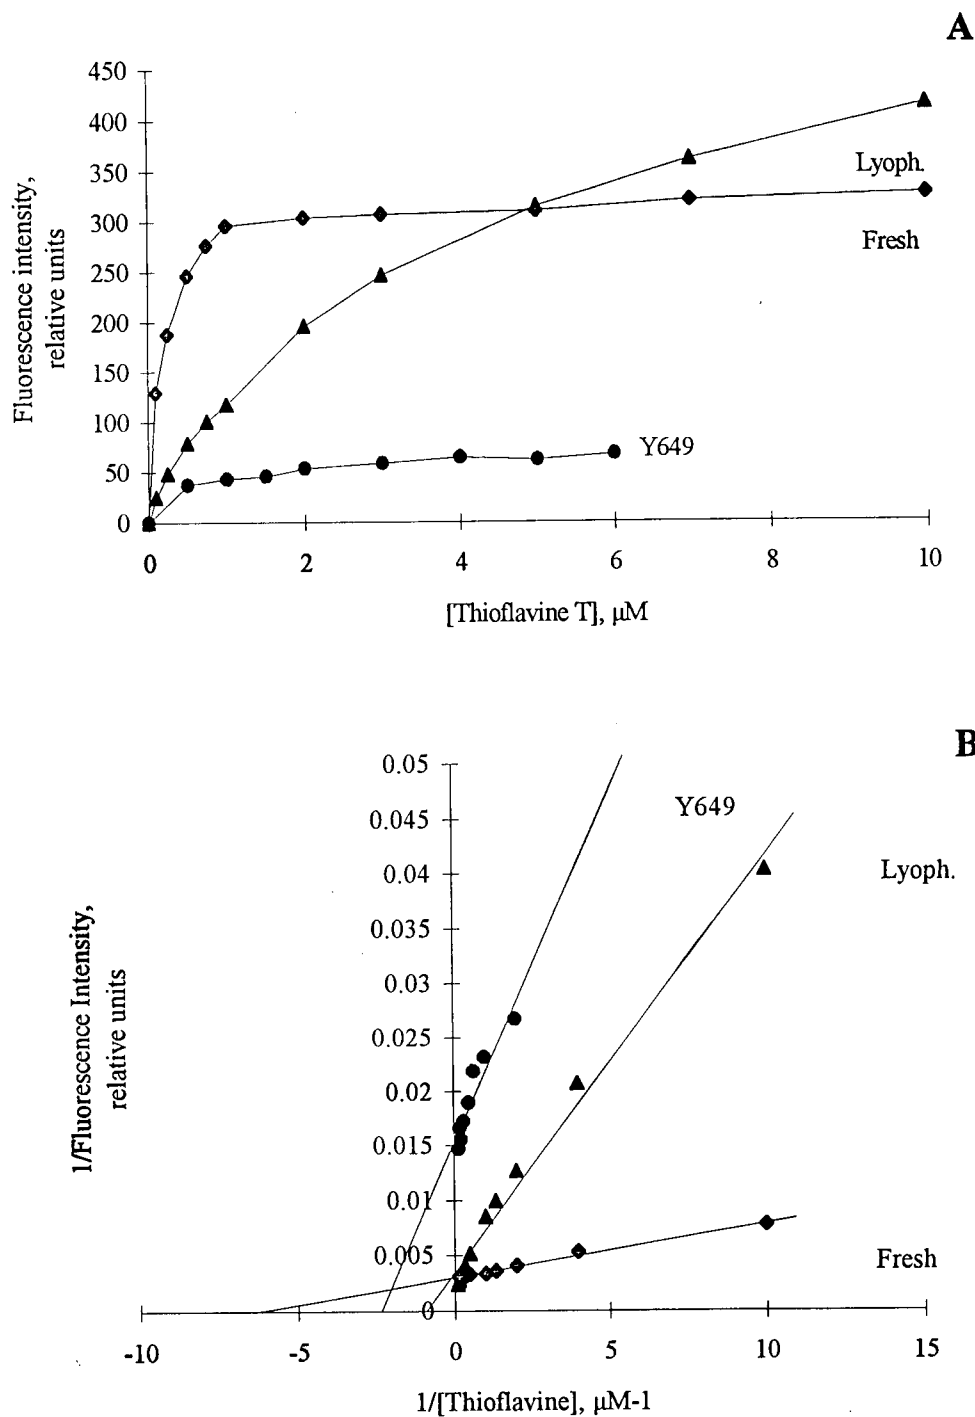 A
450
400
350
300
250
200
150
100
50
0
Fluorescence intensity,
relative units
Lyoph.
Fresh
Y649
0 2 4 6 8 10
[Thioflavine T], µM
B
0.05
0.045
0.04
0.035
0.03
0.025
0.02
0.015
0.01
0.005
0
1/Fluorescence Intensity,
relative units
Y649
Lyoph.
Fresh
-10 -5 0 5 10 15
1/[Thioflavine], µM-1